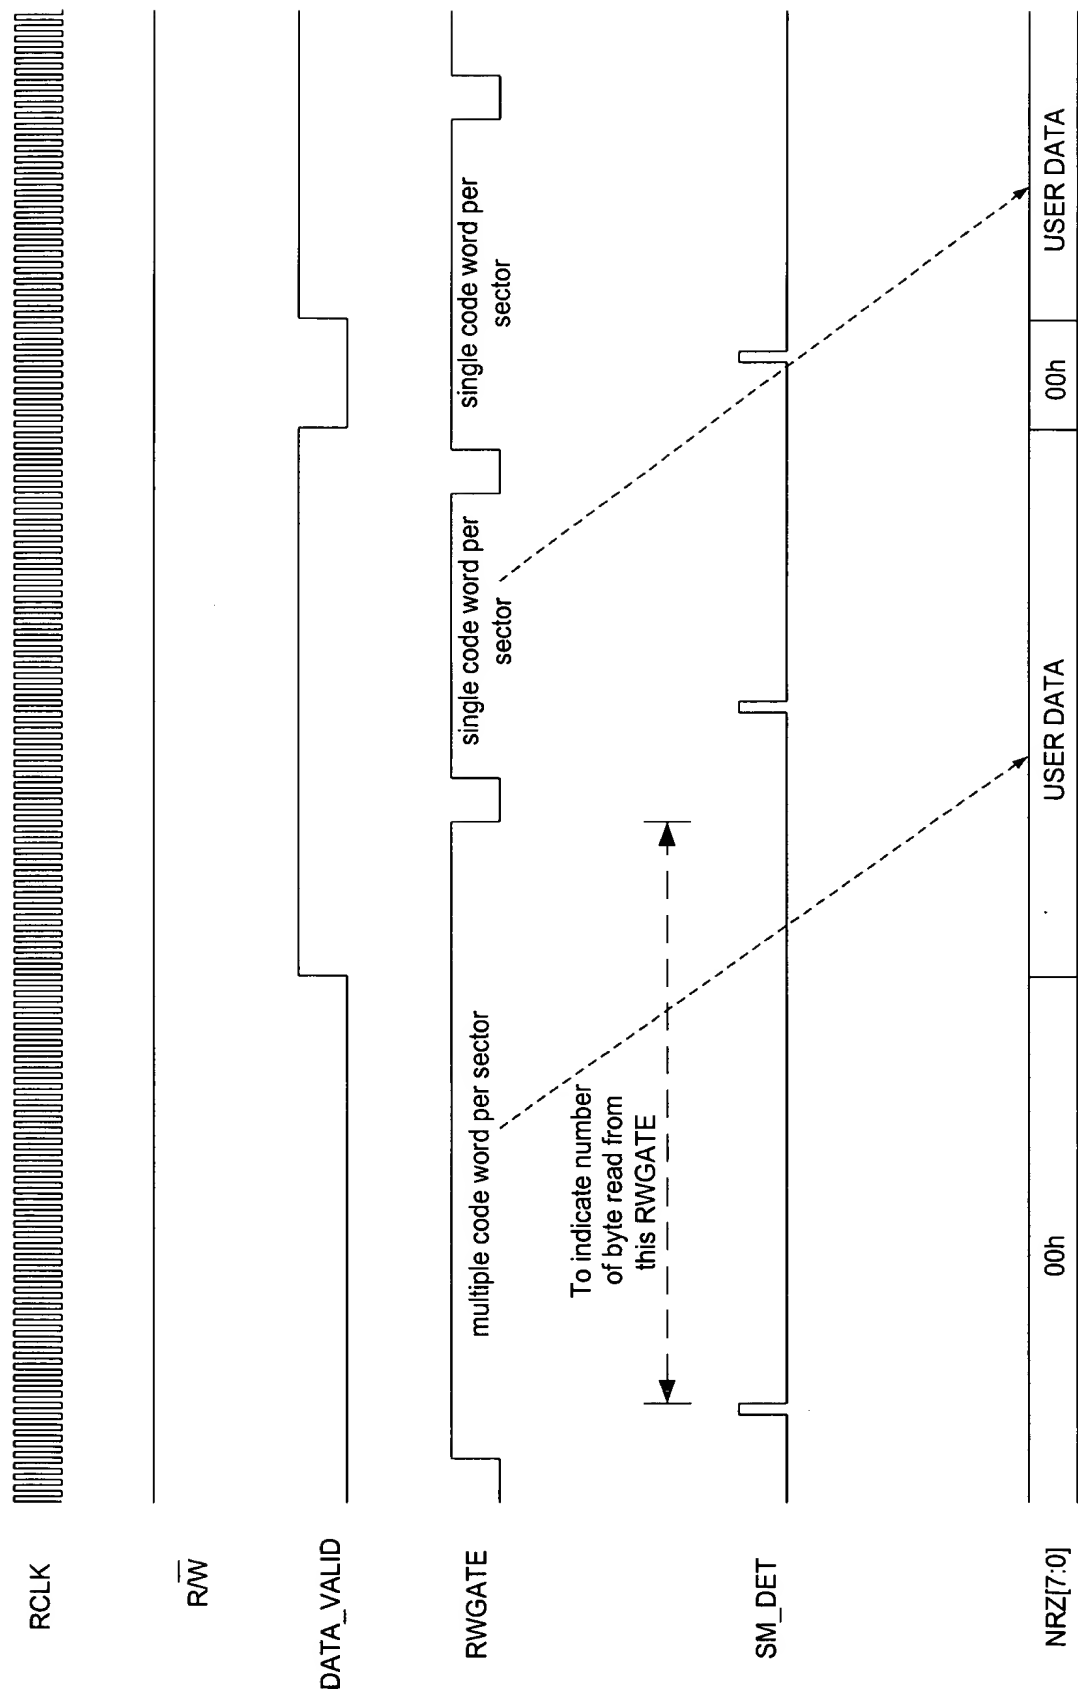 RCLK
R/W
DATA_VALID
RWGATE
multiple code word per sector
single code word per
sector
single code word per
sector
To indicate number
of byte read from
this RWGATE
SM_DET
NRZ[7:0]
00h
USER DATA
00h
USER DATA